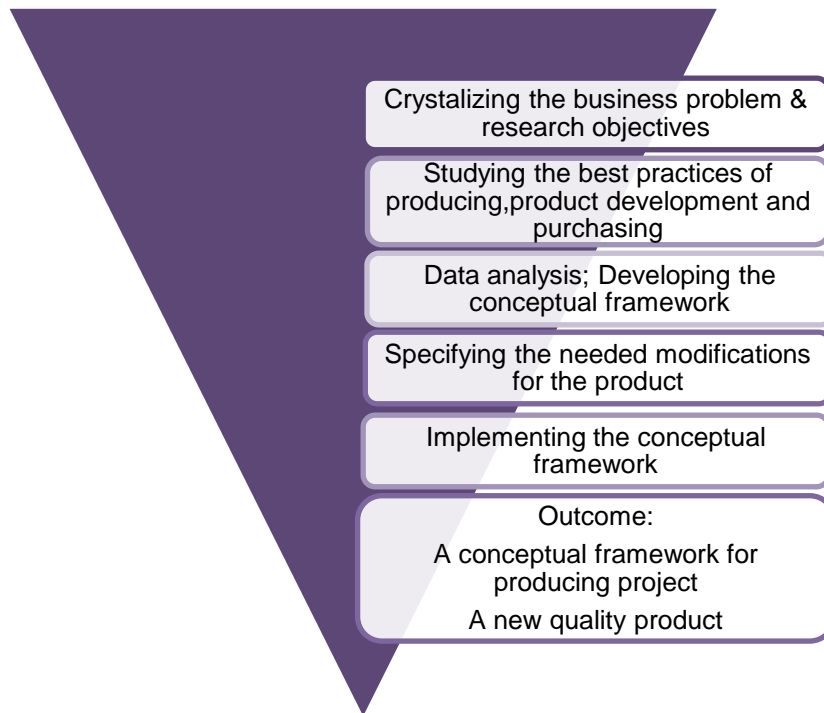 Crystalizing the business problem &
research objectives
Studying the best practices of
producing,product development and
purchasing
Data analysis; Developing the
conceptual framework
Specifying the needed modifications
for the product
Implementing the conceptual
framework
Outcome:
A conceptual framework for
producing project
A new quality product